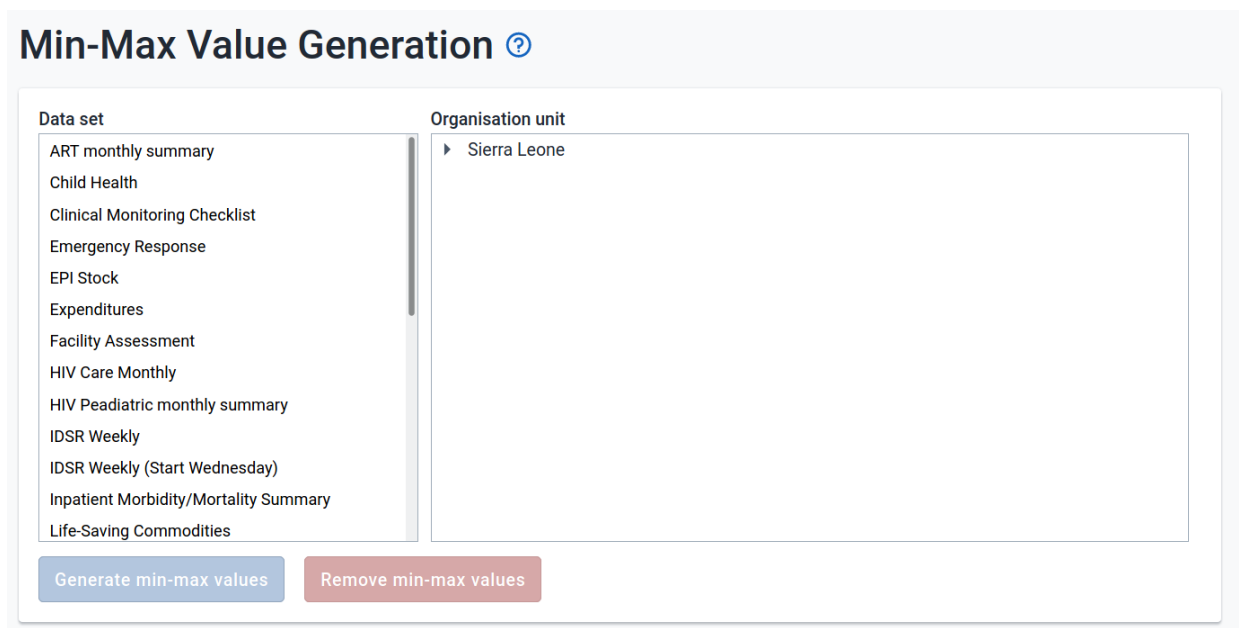 Min-Max Value Generation
Data set
ART monthly summary
Child Health
Clinical Monitoring Checklist
Emergency Response
EPI Stock
Expenditures
Facility Assessment
HIV Care Monthly
HIV Peadiatric monthly summary
IDSR Weekly
IDSR Weekly (Start Wednesday)
Inpatient Morbidity/Mortality Summary
Life-Saving Commodities
Organisation unit
Sierra Leone
Generate min-max values
Remove min-max values